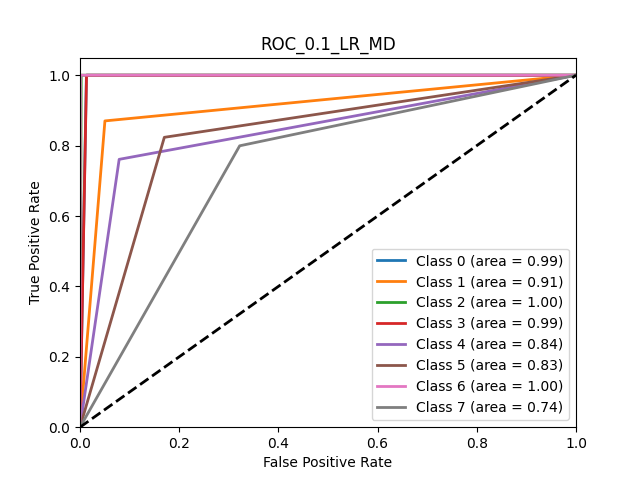 ROC_0.1_LR_MD
1.0
0.8
0.6
0.4
0.2
0.0
True Positive Rate
Class 0 (area = 0.99)
Class 1 (area = 0.91)
Class 2 (area = 1.00)
Class 3 (area = 0.99)
Class 4 (area = 0.84)
Class 5 (area = 0.83)
Class 6 (area = 1.00)
Class 7 (area = 0.74)
0.0 0.2 0.4 0.6 0.8 1.0
False Positive Rate